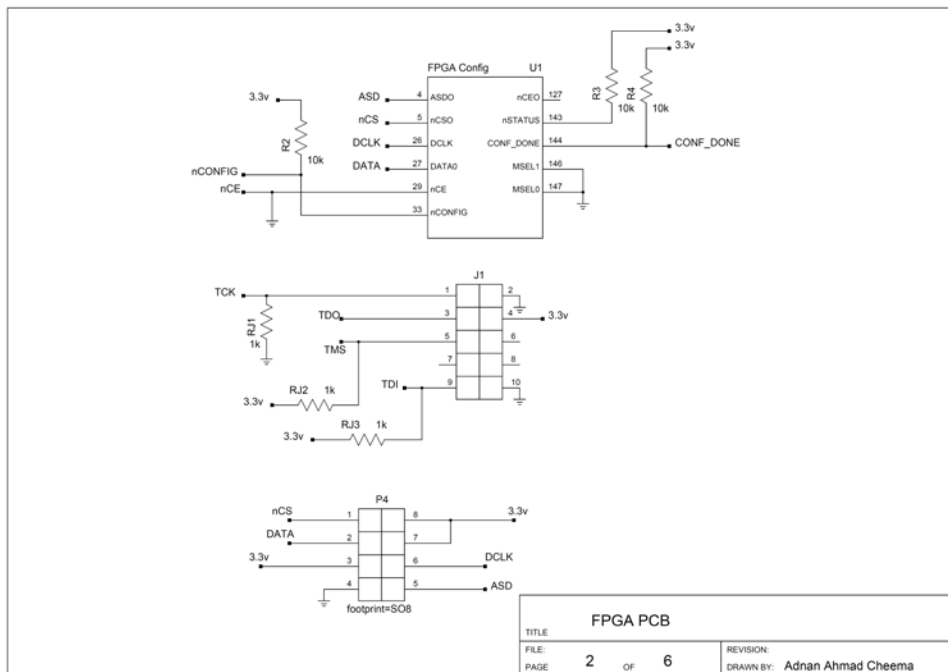 3.3v
3.3v
FPGA Config U1
R3 10k
R4 10k
ASD 4 ASDO nCEO 127
3.3v
nCS 5 nCSO nSTATUS 143
R2 10k
DCLK 26 DCLK CONF_DONE 144 CONF_DONE
DATA 27 DATA0 MSEL1 146
nCONFIG
nCE 29 nCE MSEL0 147
33 nCONFIG
J1
TCK 1 2
RJ1 1k
TDO 3 4 3.3v
TMS 5 6
7 8
TDI 9 10
RJ2 1k
3.3v
RJ3 1k
3.3v
P4
nCS 1 8 3.3v
DATA 2 7
3.3v 3 6 DCLK
4 5 ASD
footprint=SO8
TITLE FPGA PCB
FILE: REVISION:
PAGE 2 OF 6 DRAWN BY: Adnan Ahmad Cheema